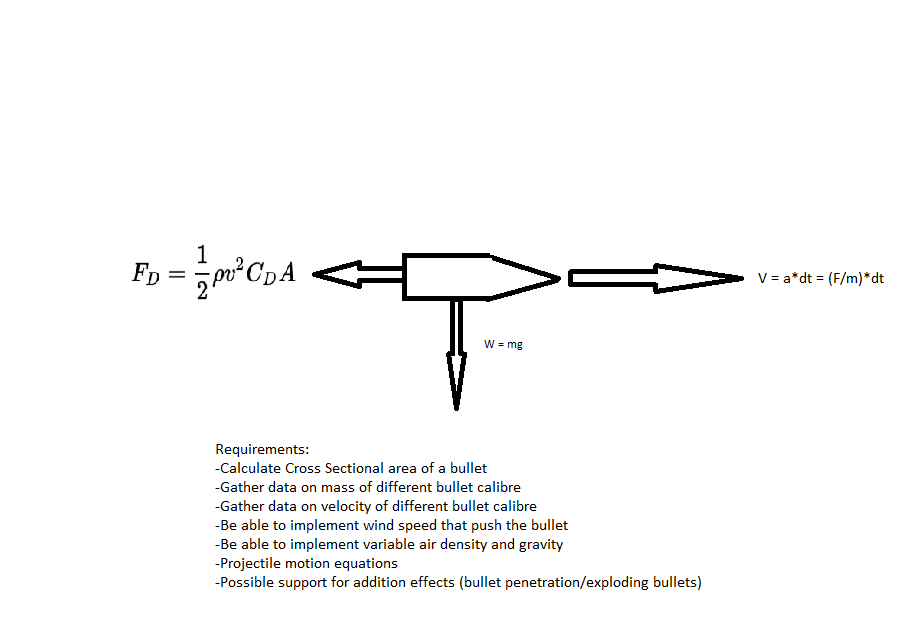 F_D = \frac{1}{2}ρv^2C_DA
V = a*dt = (F/m)*dt
W = mg
Requirements:
-Calculate Cross Sectional area of a bullet
-Gather data on mass of different bullet calibre
-Gather data on velocity of different bullet calibre
-Be able to implement wind speed that push the bullet
-Be able to implement variable air density and gravity
-Projectile motion equations
-Possible support for addition effects (bullet penetration/exploding bullets)